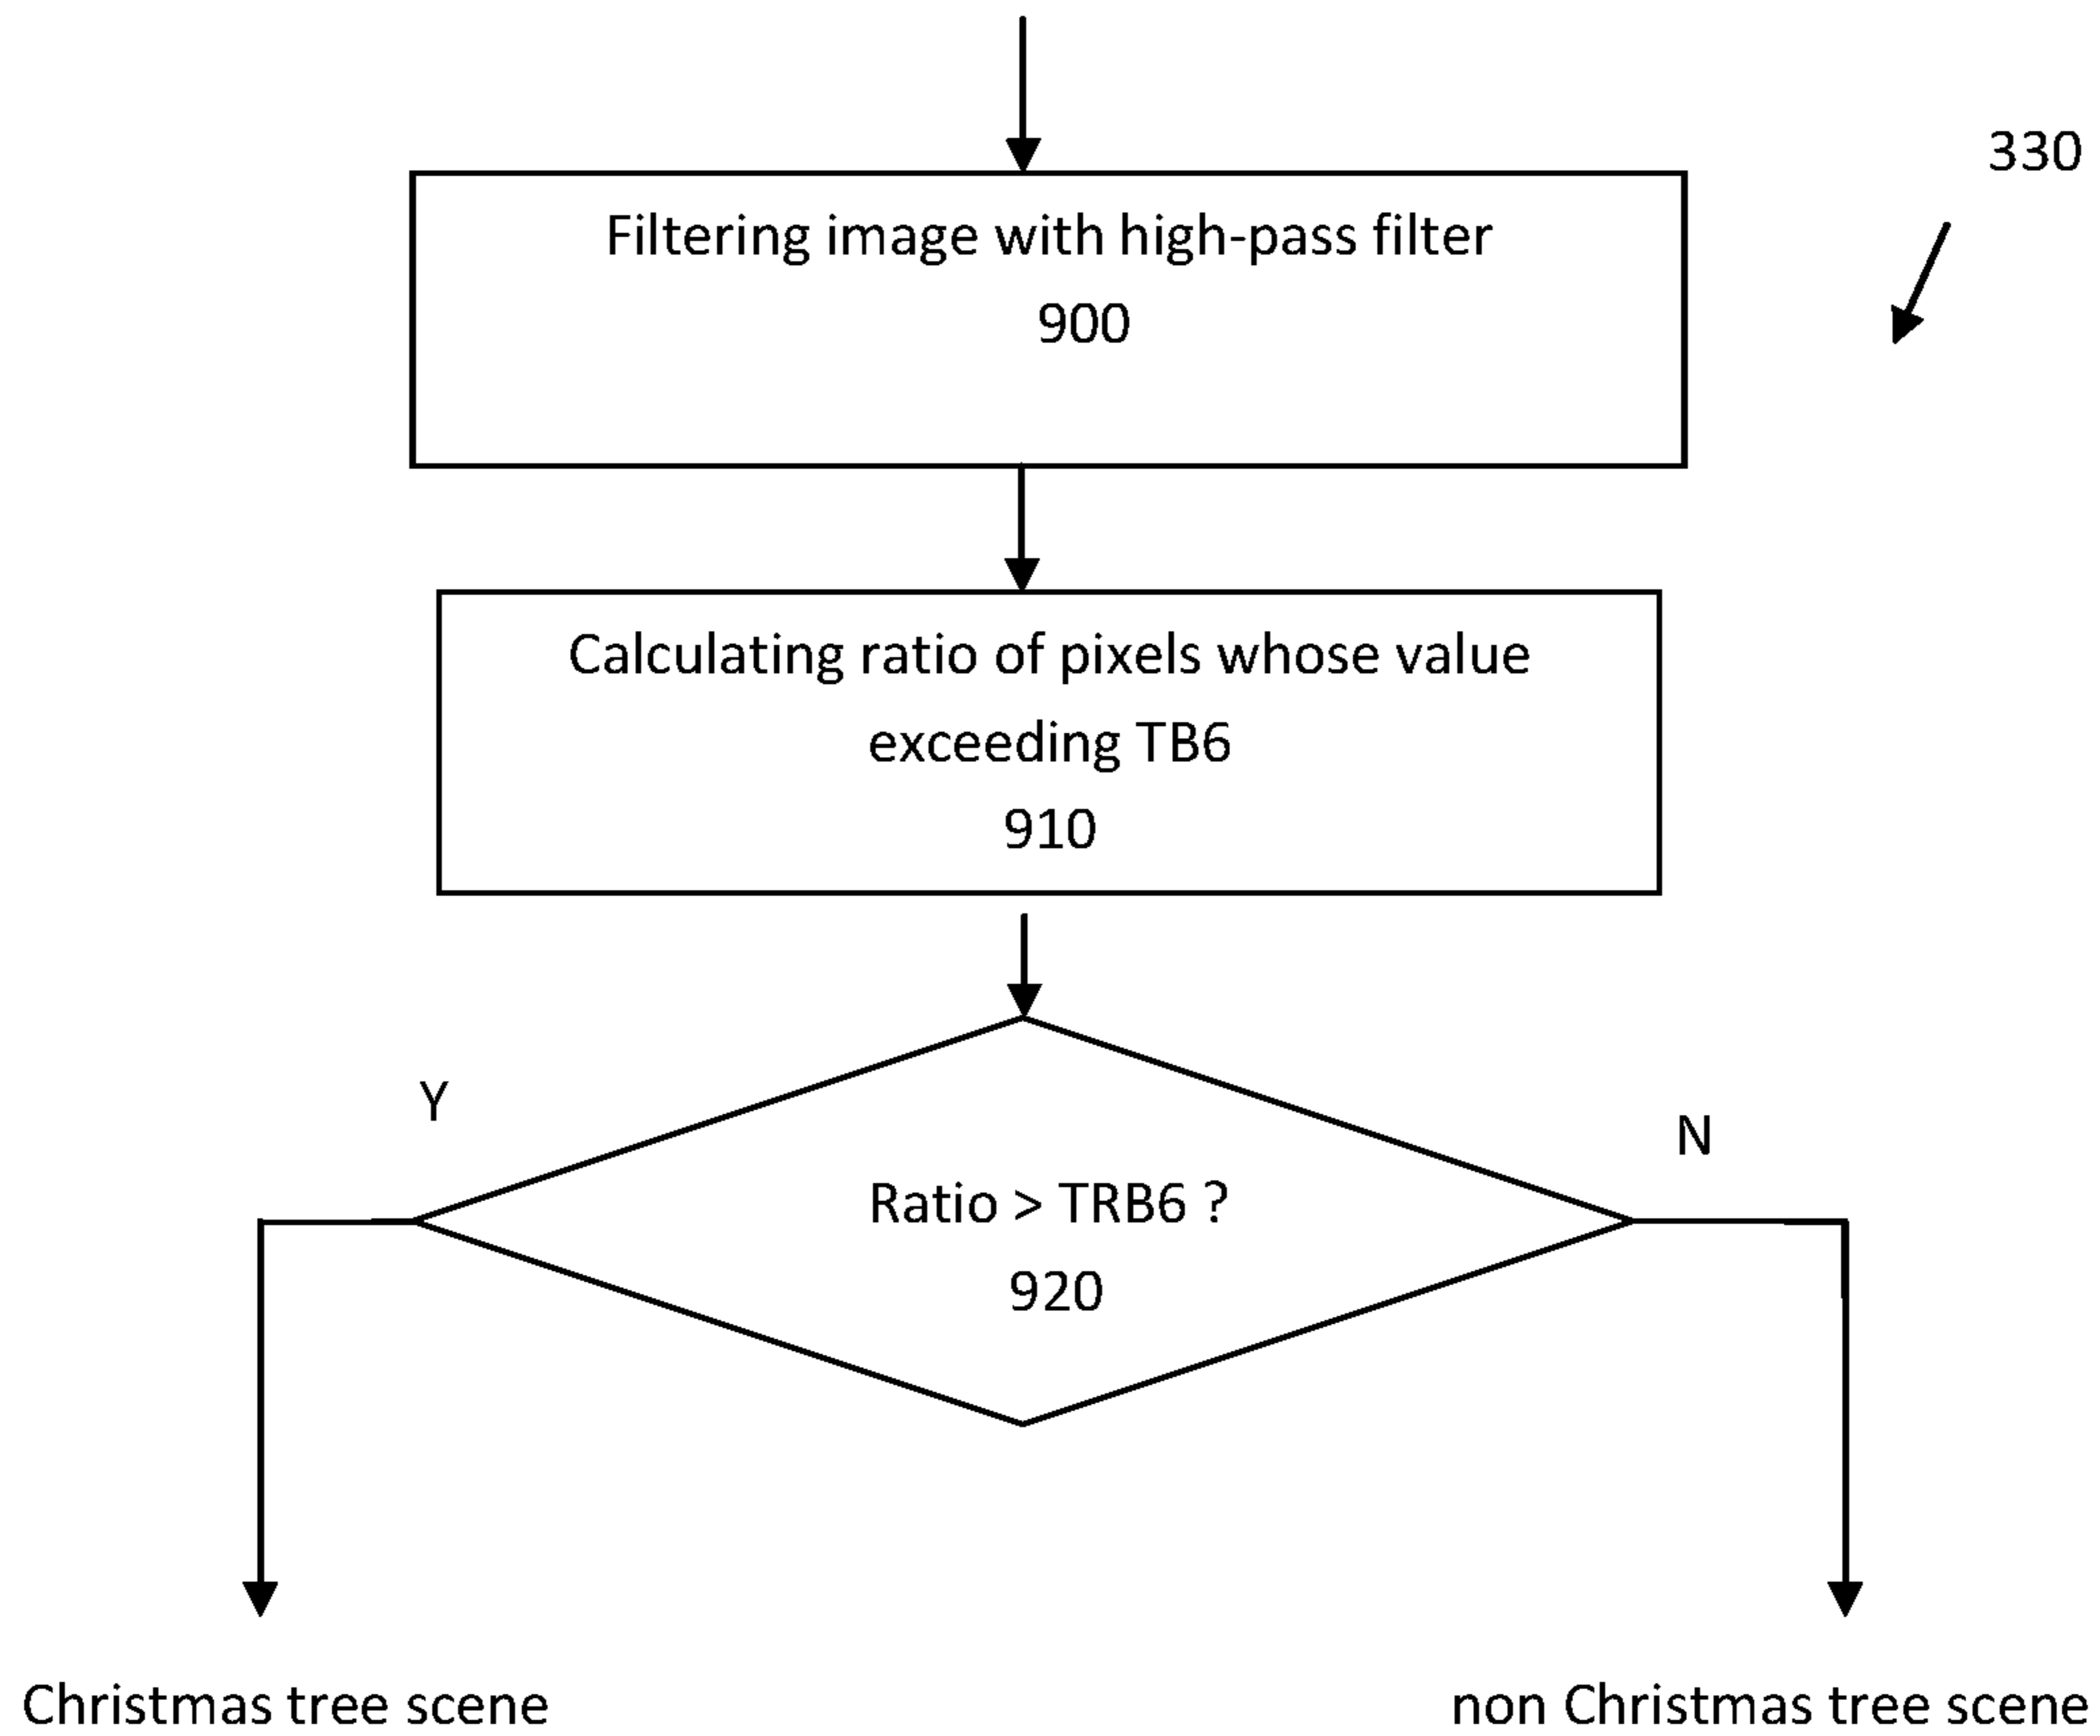 330
Filtering image with high-pass filter
900
Calculating ratio of pixels whose value
exceeding TB6
910
Y
N
Ratio > TRB6 ?
920
Christmas tree scene
non Christmas tree scene